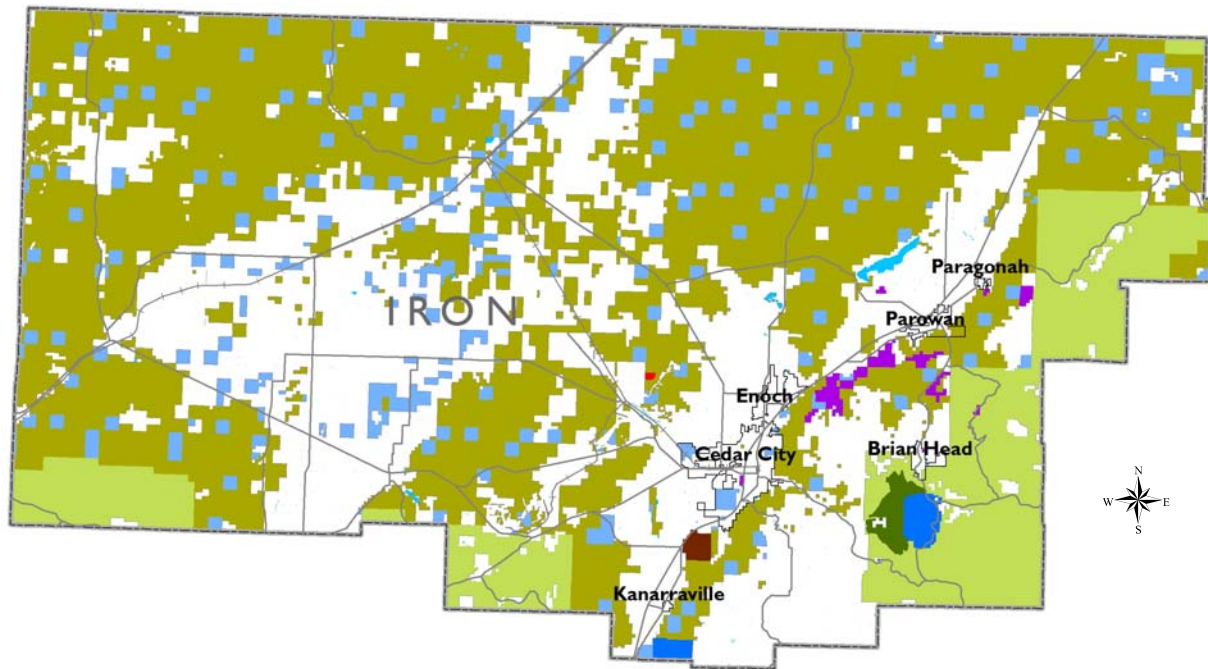 Paragonah
IRON
Parowan
Enoch
Brian Head
Cedar City
N
W E
S
Kanarraville